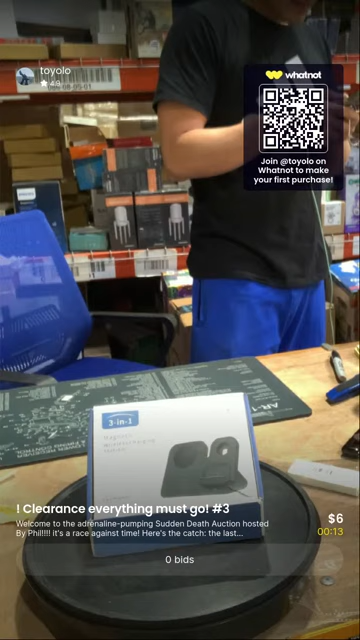 toyolo
whatnot
Join @toyolo on
Whatnot to make
your first purchase!
3-in-1
! Clearance everything must go! #3
$6
Welcome to the adrenaline-pumping Sudden Death Auction hosted
By Phil!!!! it's a race against time! Here's the catch: the last...
00:13
0 bids